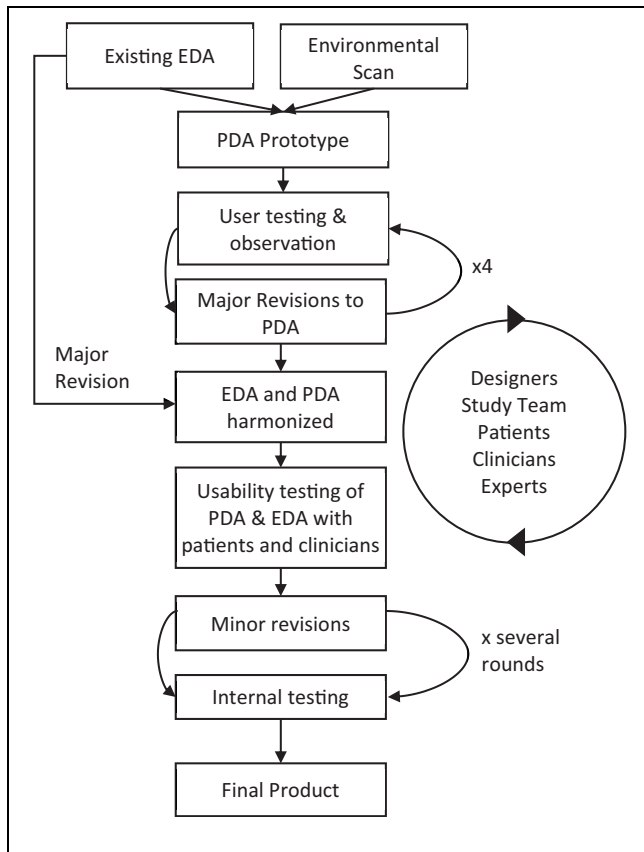 Existing EDA
Environmental
Scan
PDA Prototype
User testing &
observation
x4
Major Revisions to
PDA
Major
Revision
EDA and PDA
harmonized
Designers
Study Team
Patients
Clinicians
Experts
Usability testing of
PDA & EDA with
patients and clinicians
Minor revisions
x several
rounds
Internal testing
Final Product